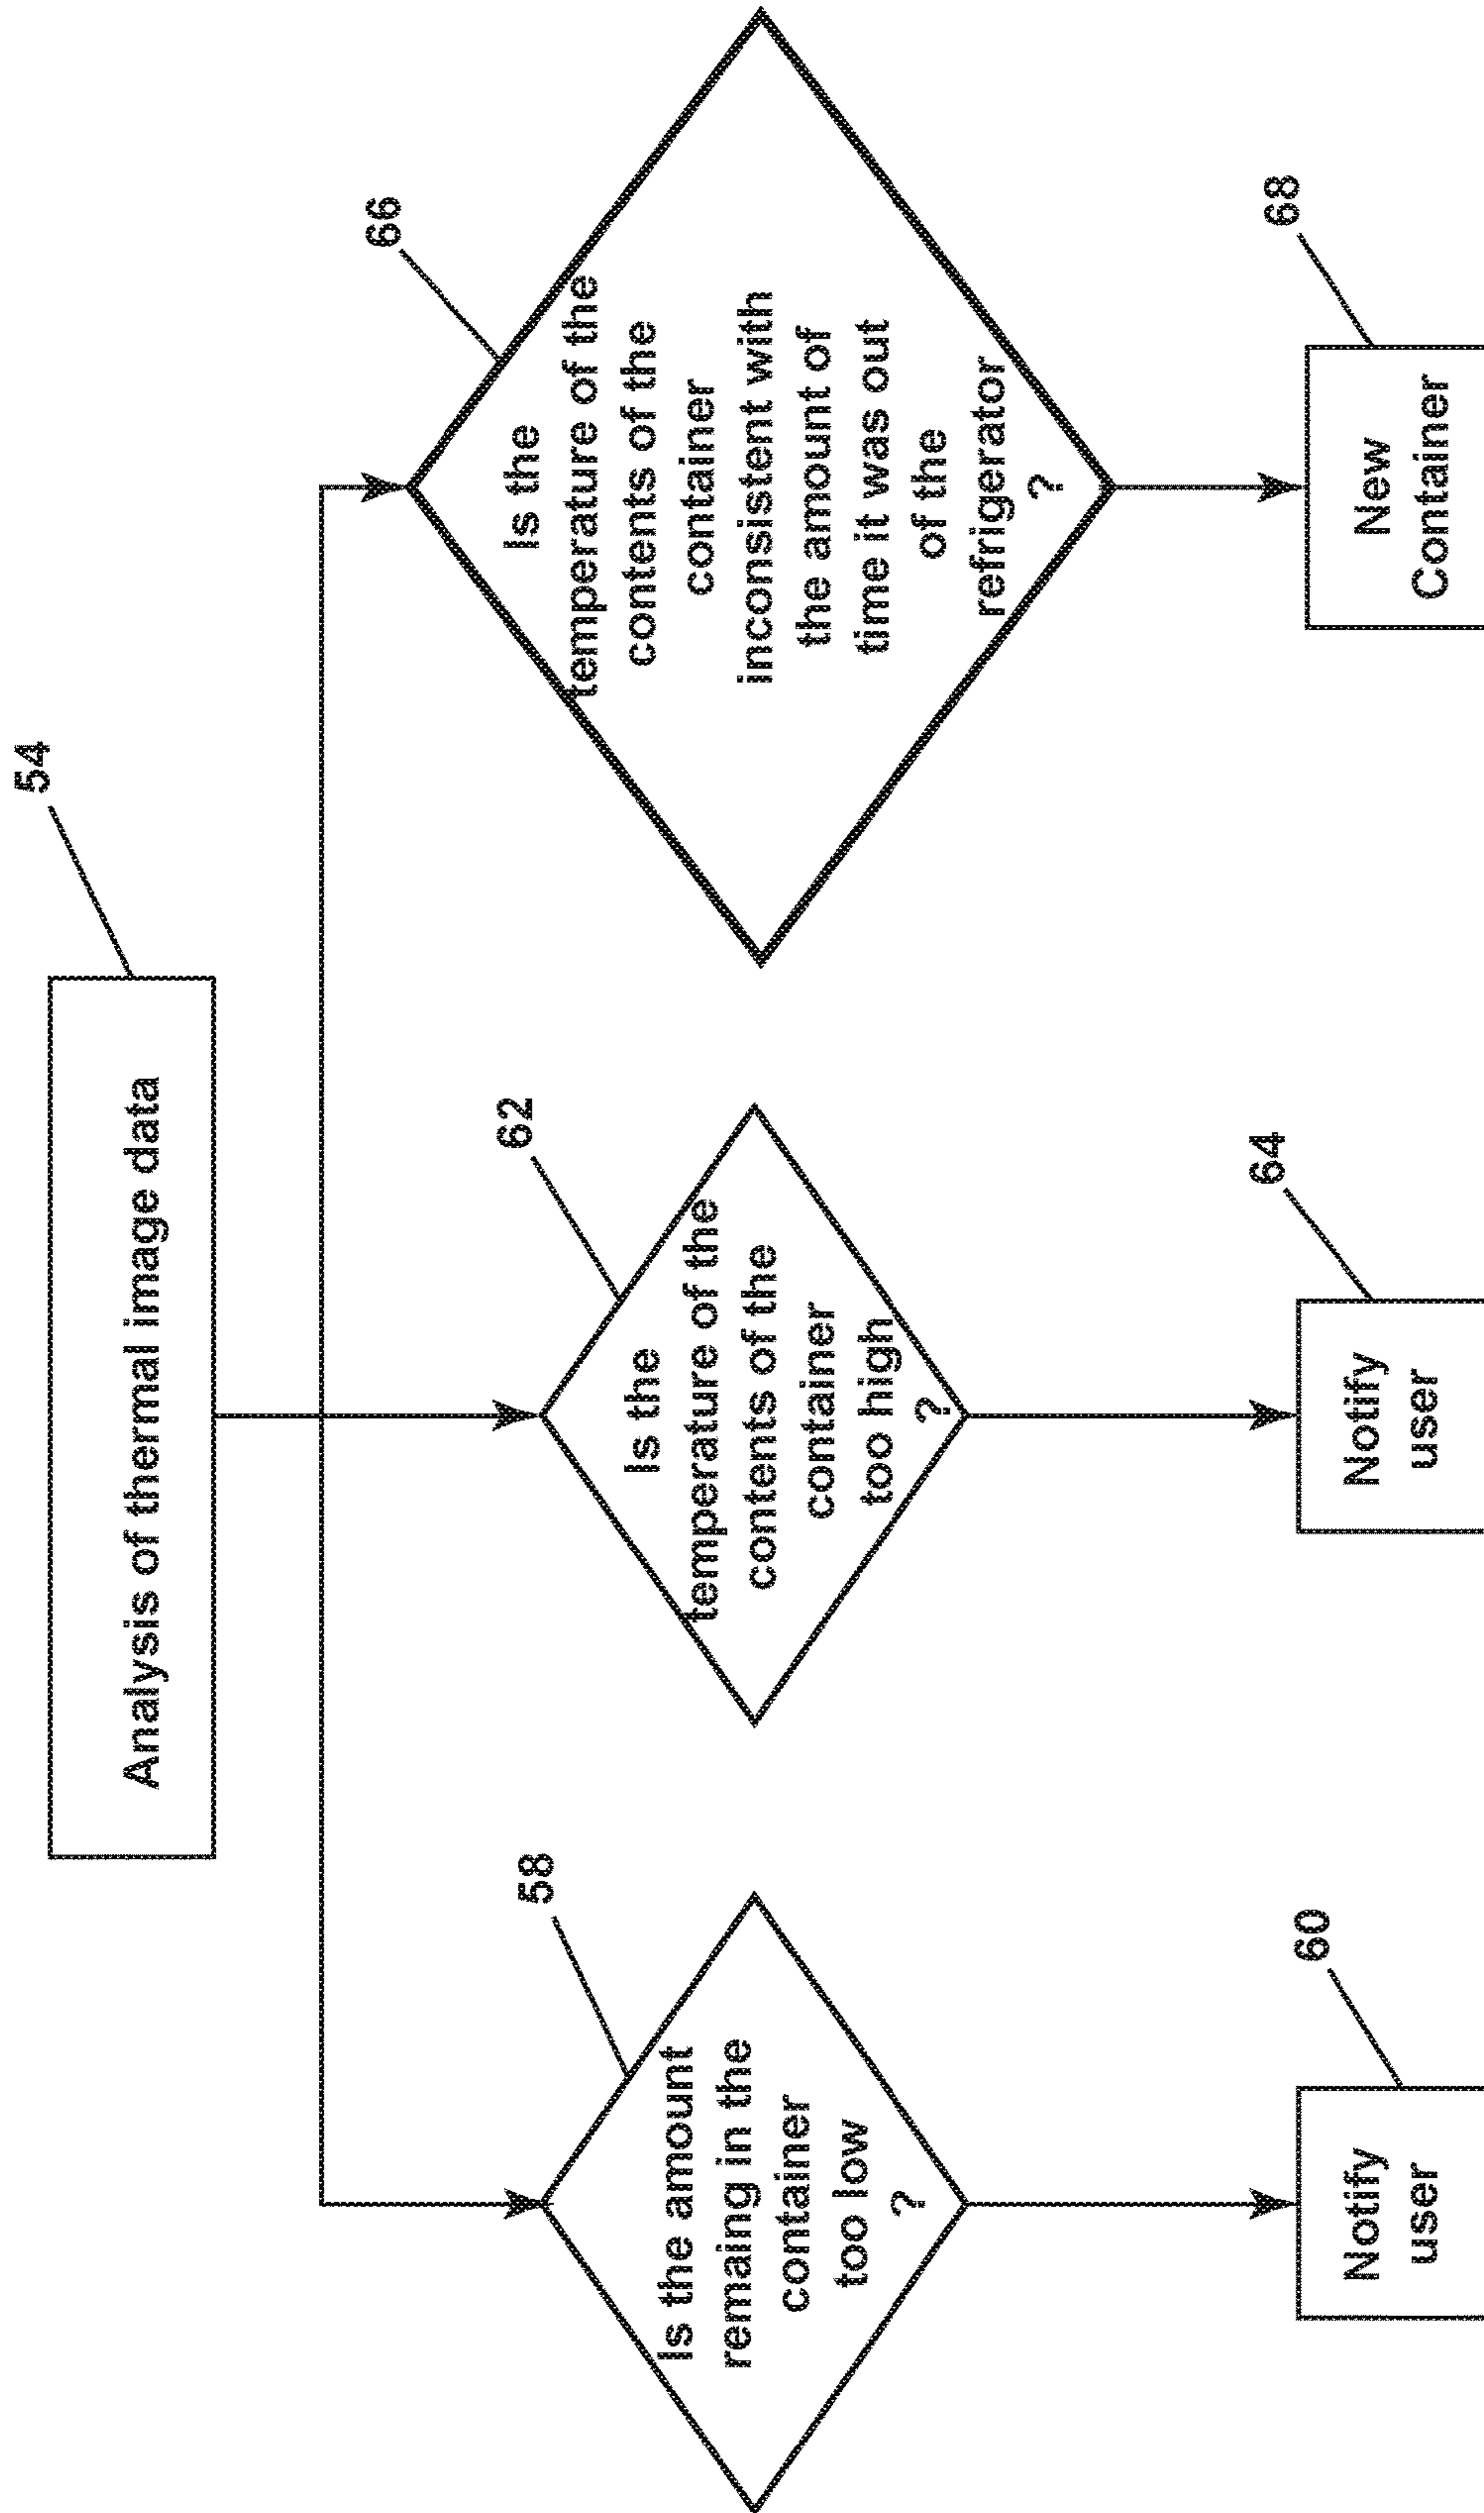 54
Analysis of thermal image data
58
Is the amount
remaing in the
container
too low
?
60
Notify
user
62
Is the
temperature of the
contents of the
container
too high
?
64
Notify
user
66
Is the
temperature of the
contents of the
container
inconsistent with
the amount of
time it was out
of the
refrigerator
?
68
New
Container